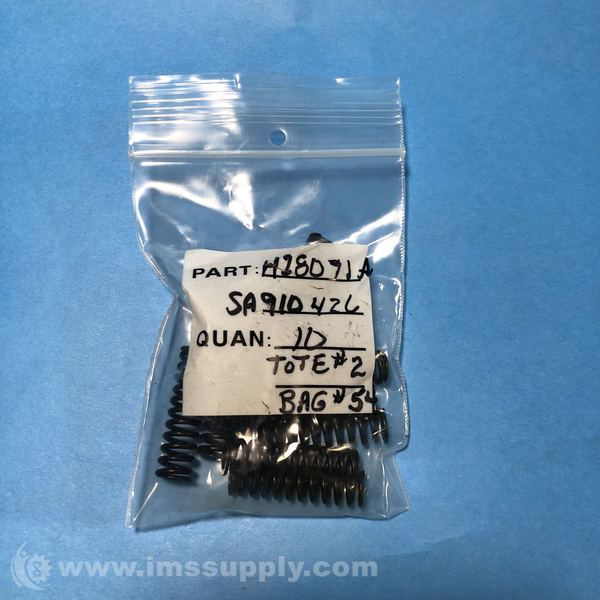 PART: H28071A
SA910426
QUAN: 10
TOTE #2
BAG #54
www.imssupply.com